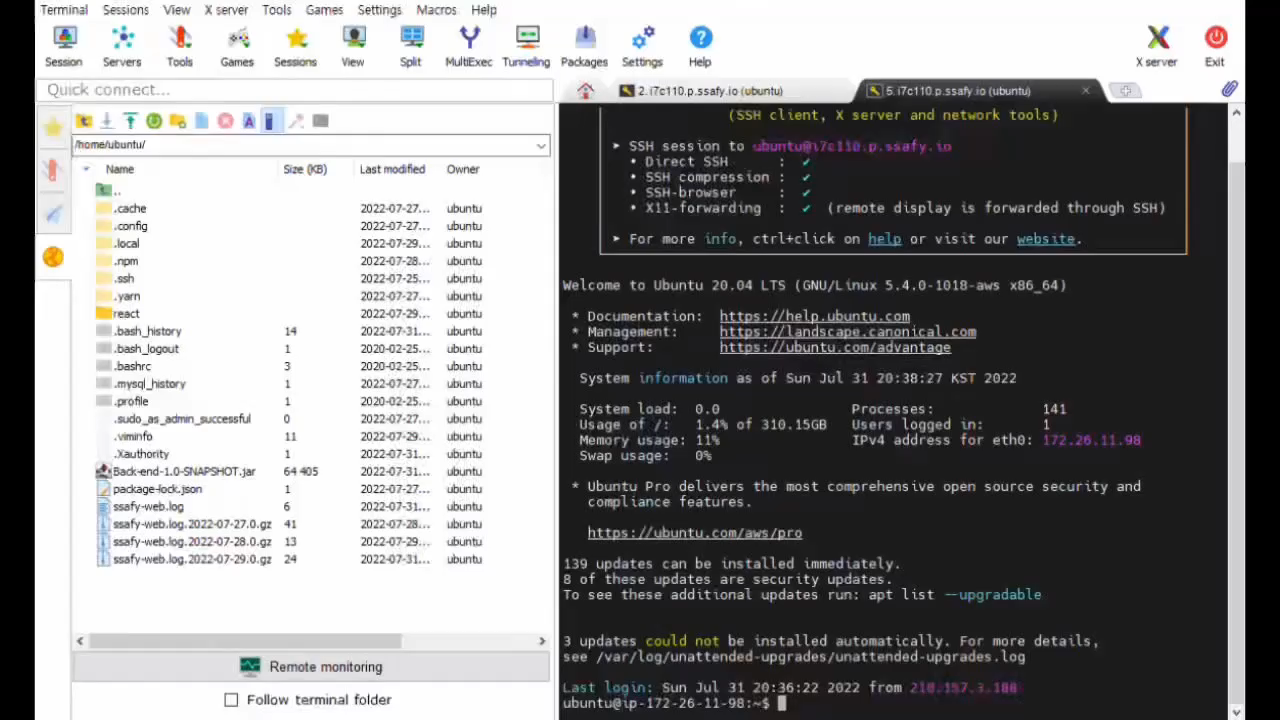 Terminal Sessions View X server Tools Games Settings Macros Help
Session Servers Tools Games Sessions View Split MultiExec Tunneling Packages Settings Help X server Exit
Quick connect...
2. i7c110.p.ssafy.io (ubuntu)
5. i7c110.p.ssafy.io (ubuntu)
/home/ubuntu/
Name Size (KB) Last modified Owner
..
.cache 2022-07-27... ubuntu
.config 2022-07-27... ubuntu
.local 2022-07-29... ubuntu
.npm 2022-07-28... ubuntu
.ssh 2022-07-25... ubuntu
.yarn 2022-07-27... ubuntu
react 2022-07-29... ubuntu
.bash_history 14 2022-07-31... ubuntu
.bash_logout 1 2020-02-25... ubuntu
.bashrc 3 2020-02-25... ubuntu
.mysql_history 1 2022-07-27... ubuntu
.profile 1 2020-02-25... ubuntu
.sudo_as_admin_successful 0 2022-07-27... ubuntu
.viminfo 11 2022-07-31... ubuntu
.Xauthority 1 2022-07-31... ubuntu
Back-end-1.0-SNAPSHOT.jar 64 405 2022-07-31... ubuntu
package-lock.json 1 2022-07-27... ubuntu
ssafy-web.log 6 2022-07-31... ubuntu
ssafy-web.log.2022-07-27.0.gz 41 2022-07-28... ubuntu
ssafy-web.log.2022-07-28.0.gz 13 2022-07-29... ubuntu
ssafy-web.log.2022-07-29.0.gz 24 2022-07-31... ubuntu
Remote monitoring
Follow terminal folder
(SSH client, X server and network tools)
➤ SSH session to ubuntu@i7c110.p.ssafy.io
• Direct SSH : ✔
• SSH compression : ✔
• SSH-browser : ✔
• X11-forwarding : ✔ (remote display is forwarded through SSH)
➤ For more info, ctrl+click on help or visit our website.
Welcome to Ubuntu 20.04 LTS (GNU/Linux 5.4.0-1018-aws x86_64)
* Documentation: https://help.ubuntu.com
* Management: https://landscape.canonical.com
* Support: https://ubuntu.com/advantage
System information as of Sun Jul 31 20:38:27 KST 2022
System load: 0.0 Processes: 141
Usage of /: 1.4% of 310.15GB Users logged in: 1
Memory usage: 11% IPv4 address for eth0: 172.26.11.98
Swap usage: 0%
* Ubuntu Pro delivers the most comprehensive open source security and
compliance features.
https://ubuntu.com/aws/pro
139 updates can be installed immediately.
8 of these updates are security updates.
To see these additional updates run: apt list --upgradable
3 updates could not be installed automatically. For more details,
see /var/log/unattended-upgrades/unattended-upgrades.log
Last login: Sun Jul 31 20:36:22 2022 from
ubuntu@ip-172-26-11-98:~$